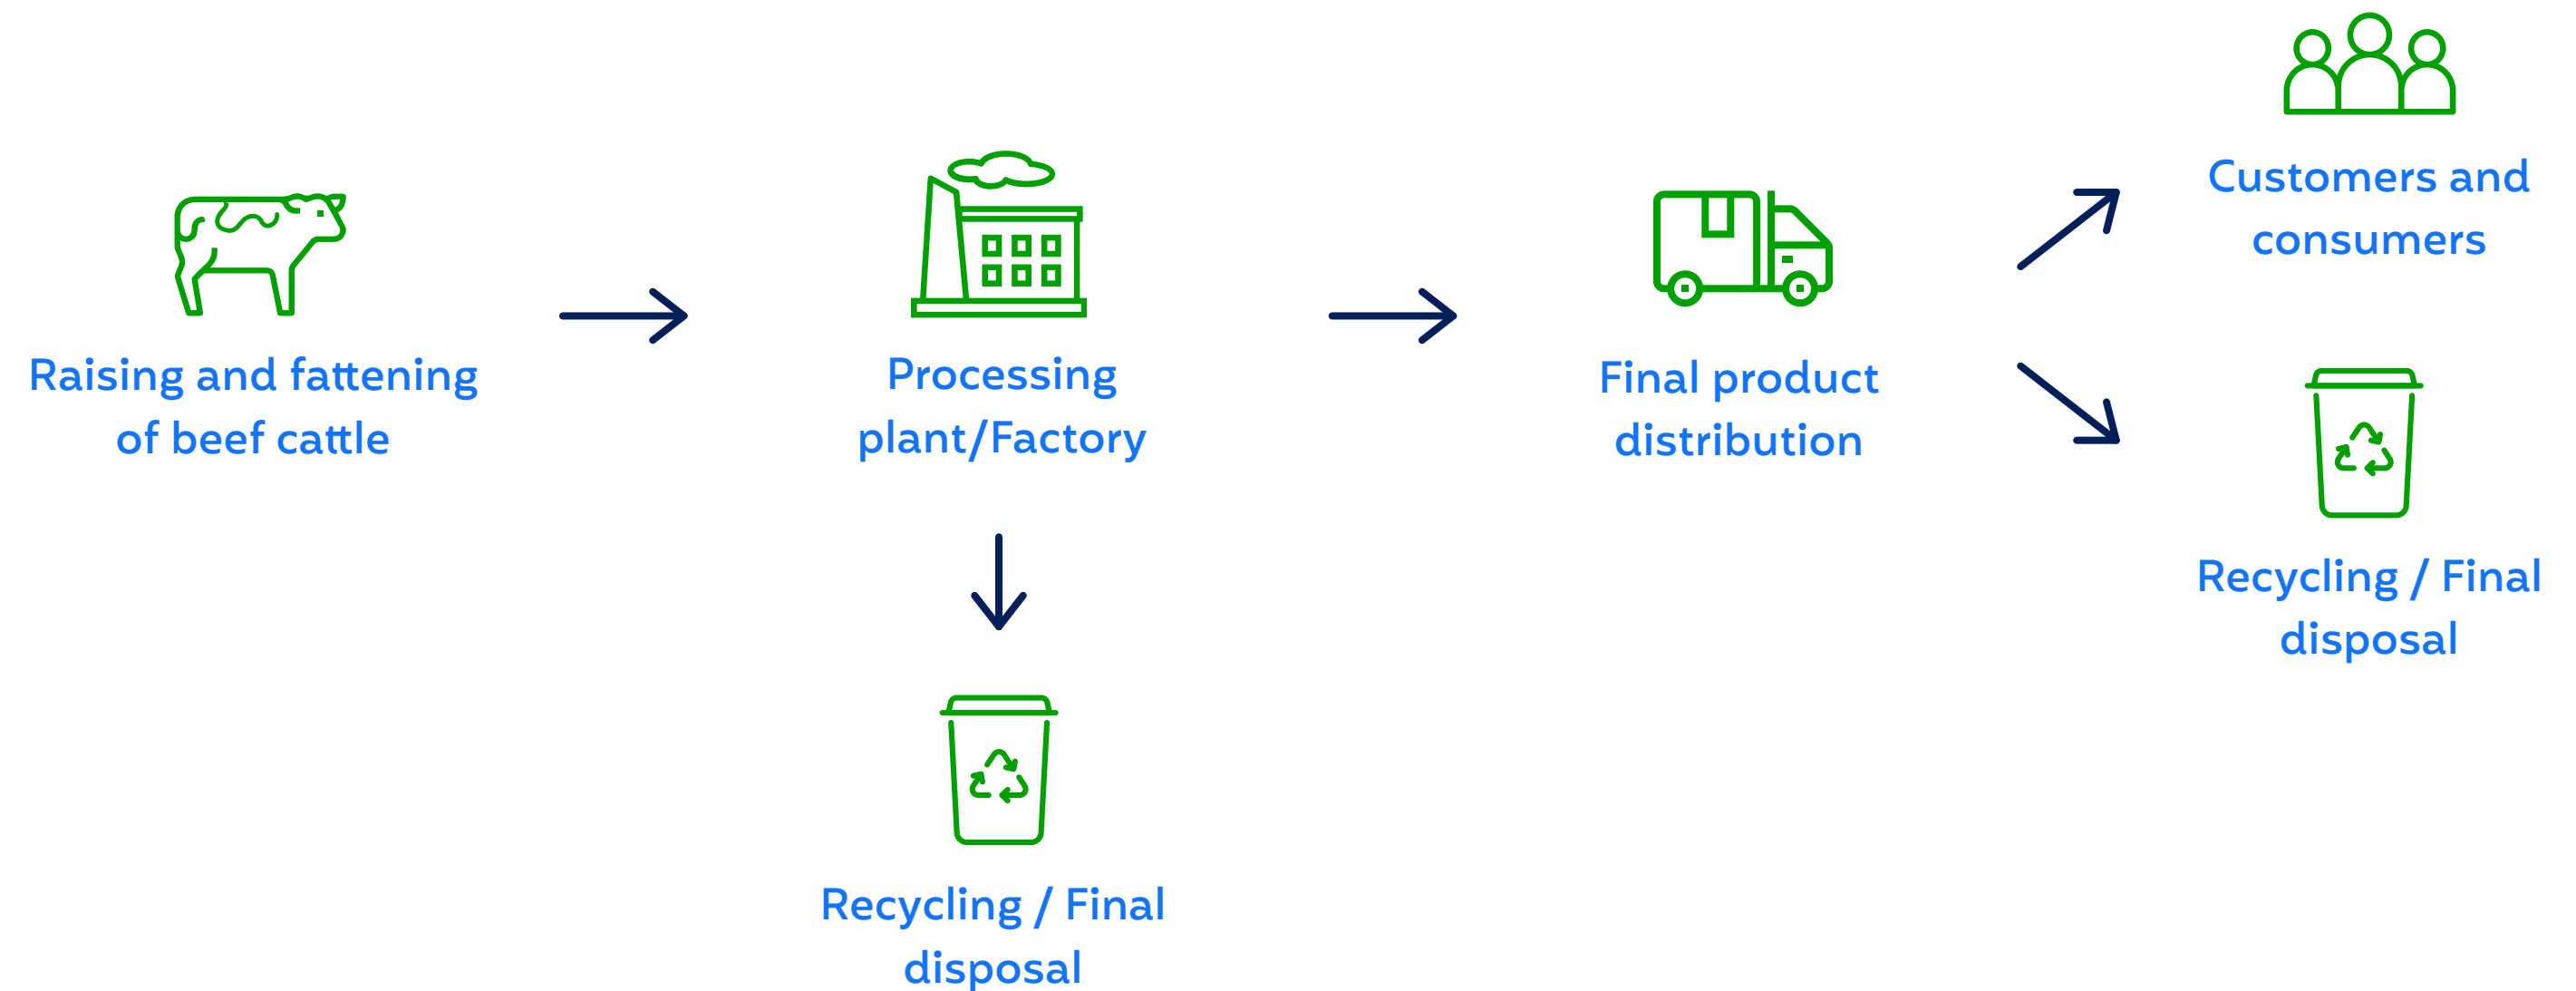 Raising and fattening
of beef cattle
Processing
plant/Factory
Recycling / Final
disposal
Final product
distribution
Customers and
consumers
Recycling / Final
disposal